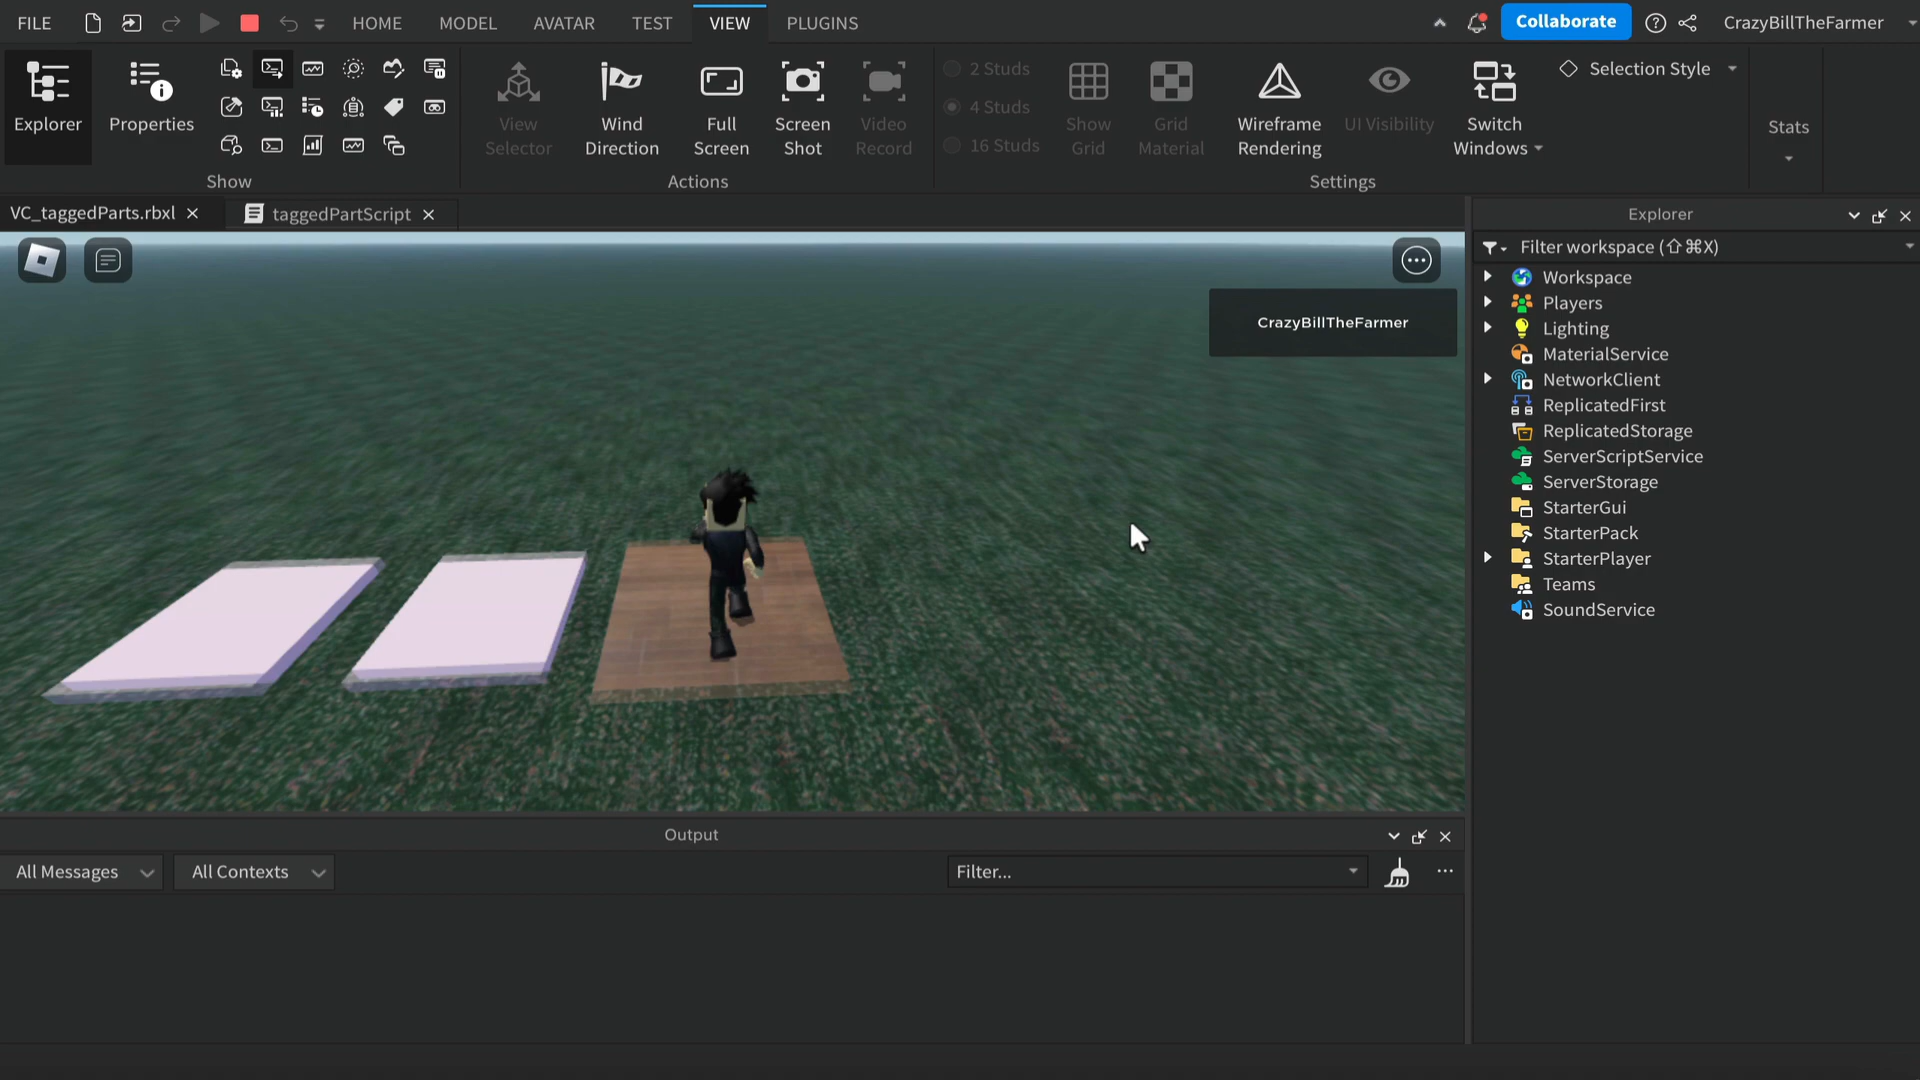 FILE
HOME
MODEL
AVATAR
TEST
VIEW
PLUGINS
Collaborate
CrazyBillTheFarmer
Explorer
Properties
Show
View
Selector
Wind
Direction
Full
Screen
Screen
Shot
Video
Record
Actions
2 Studs
4 Studs
16 Studs
Show
Grid
Grid
Material
Wireframe
Rendering
UI Visibility
Switch
Windows
Selection Style
Settings
Stats
VC_taggedParts.rbxl
taggedPartScript
CrazyBillTheFarmer
Explorer
Filter workspace (⇧⌘X)
Workspace
Players
Lighting
MaterialService
NetworkClient
ReplicatedFirst
ReplicatedStorage
ServerScriptService
ServerStorage
StarterGui
StarterPack
StarterPlayer
Teams
SoundService
Output
All Messages
All Contexts
Filter...